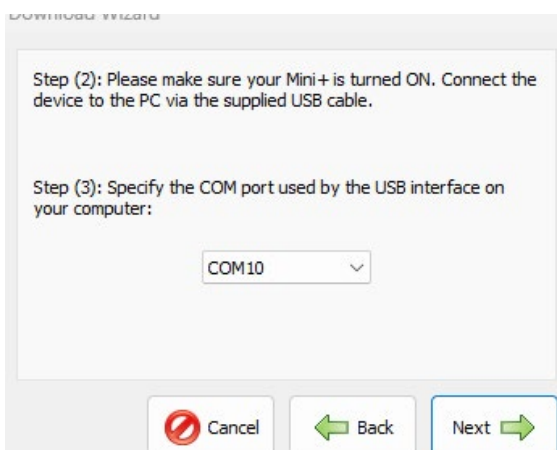 Download Wizard
Step (2): Please make sure your Mini+ is turned ON. Connect the
device to the PC via the supplied USB cable.
Step (3): Specify the COM port used by the USB interface on
your computer:
COM10
Cancel
Back
Next